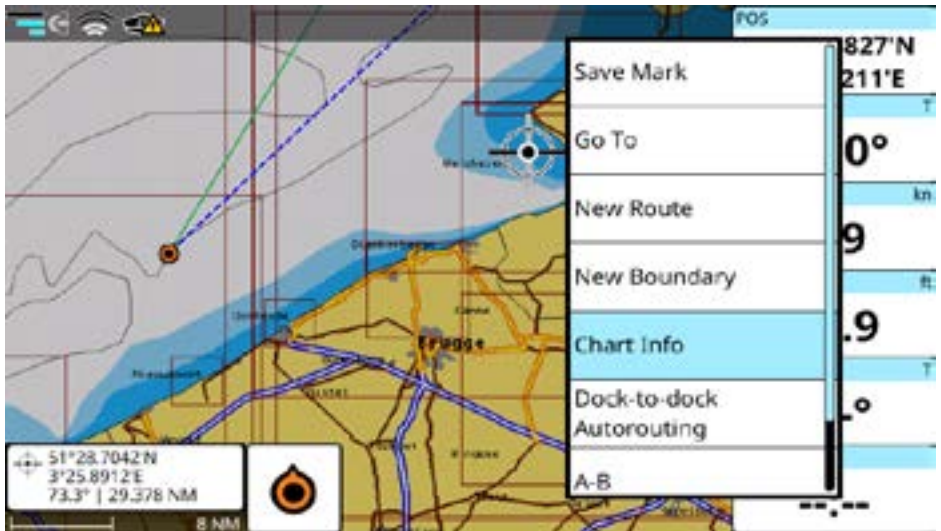 POS
827'N
211'E
T
0°
kn
9
ft
.9
T
-°
--.--
Save Mark
Go To
New Route
New Boundary
Chart Info
Dock-to-dock
Autorouting
A-B
Brugge
51°28.7042'N
3°25.8912'E
73.3° | 29.378 NM
8 NM